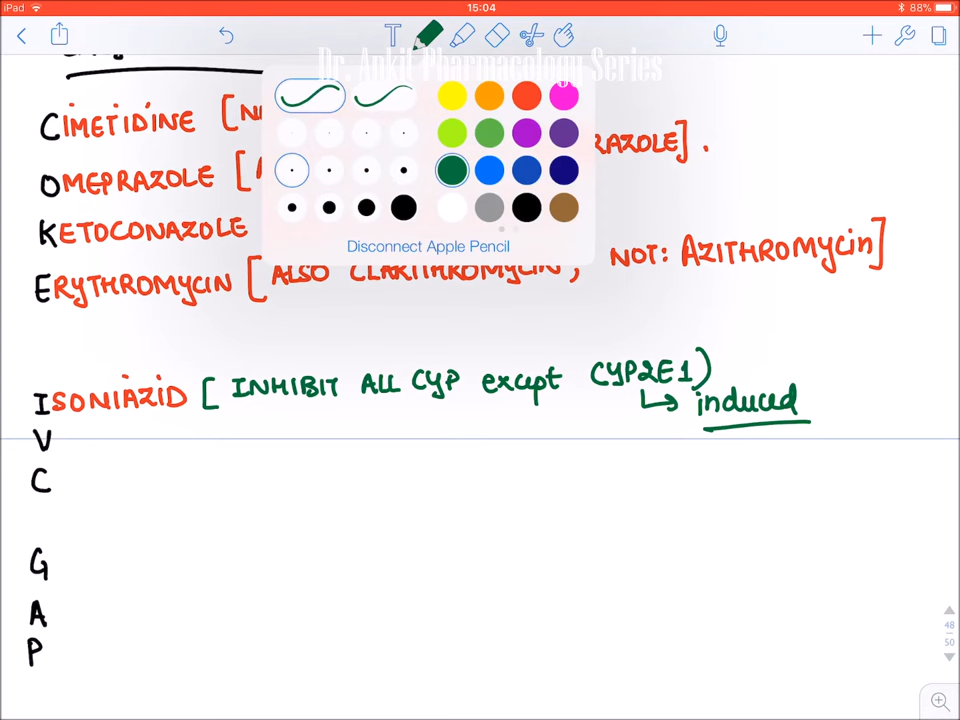 iPad 15:04 88%
T
Dr. Ankit Pharmacology Series
CIMETIDINE [
RAZOLE] .
OMEPRAZOLE [
KETOCONAZOLE
Disconnect Apple Pencil
ERYTHROMYCIN [ALSO CLARITHROMYCIN, NOT: AZITHROMYCIN]
ISONIAZID [INHIBIT ALL CYP except CYP2E1)
↳ induced
V
C
G
A
P
48
50